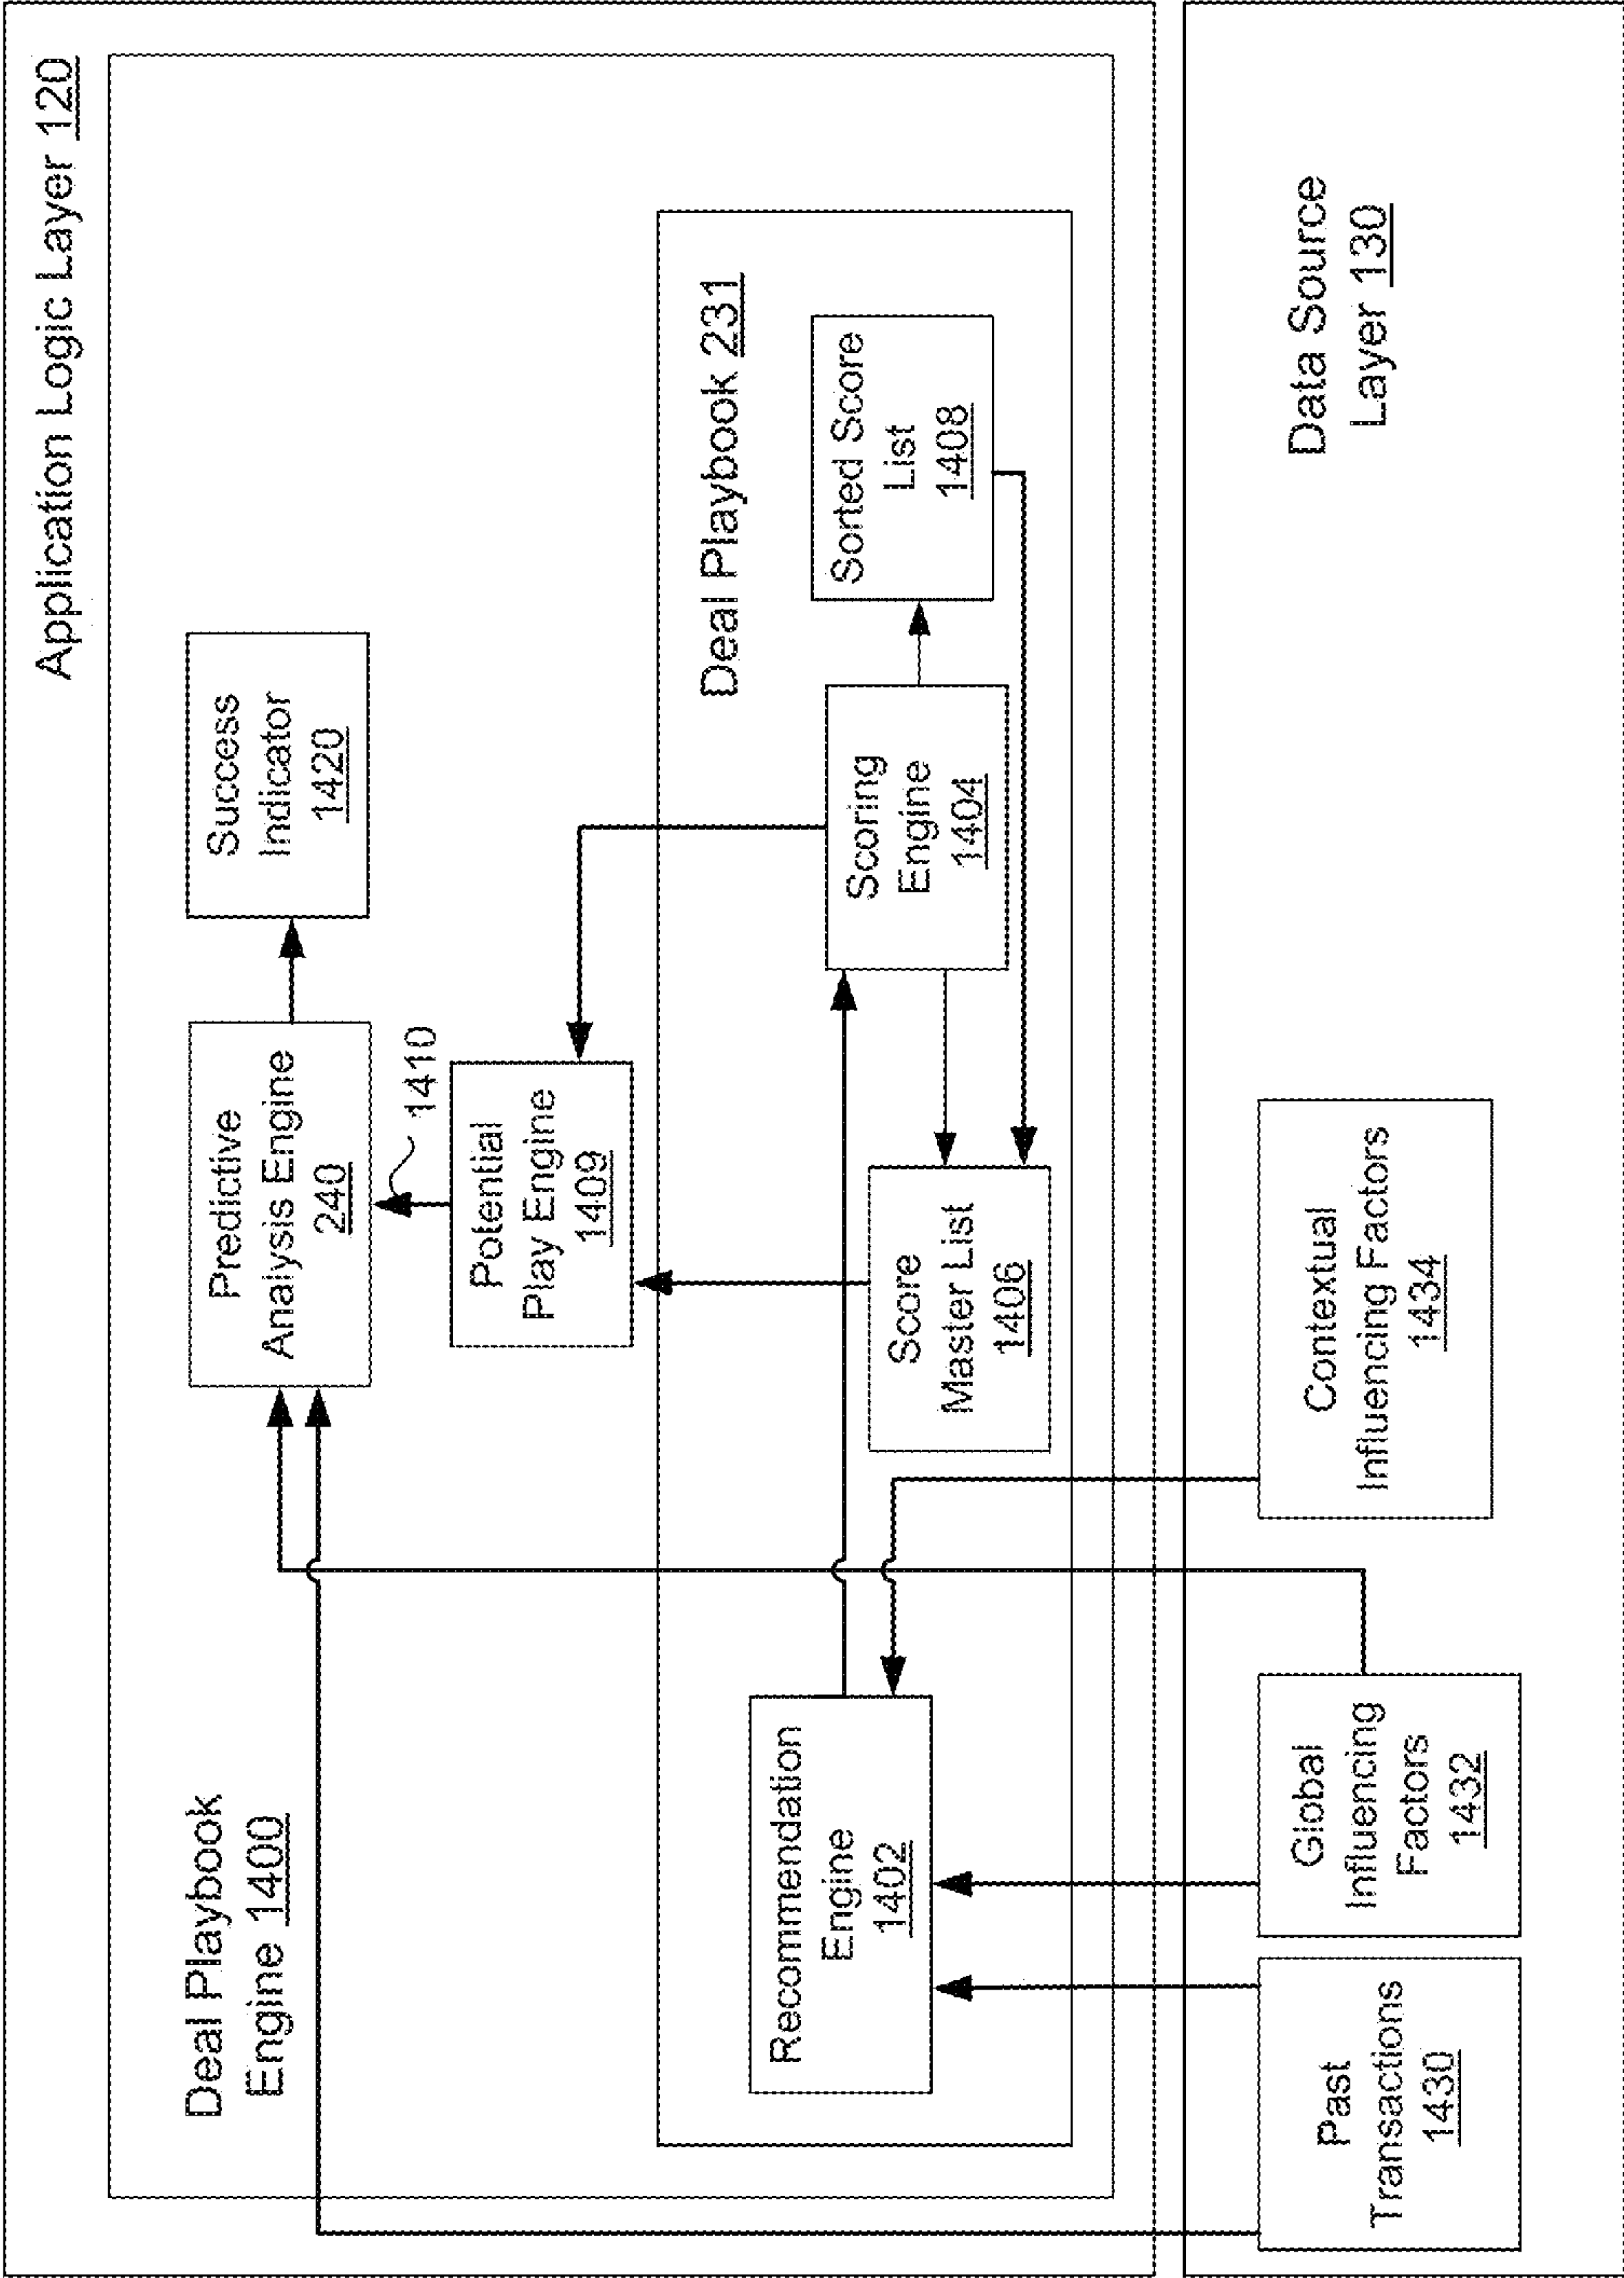 Application Logic Layer 120
Deal Playbook
Engine 1400
Predictive
Analysis Engine
240
Success
Indicator
1420
1410
Potential
Play Engine
1409
Deal Playbook 231
Recommendation
Engine
1402
Score
Master List
1406
Scoring
Engine
1404
Sorted Score
List
1408
Past
Transactions
1430
Global
Influencing
Factors
1432
Contextual
Influencing Factors
1434
Data Source
Layer 130